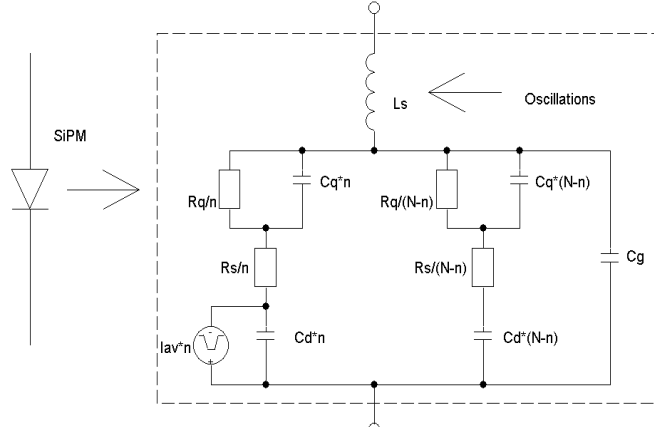 Ls
Oscillations
SiPM
Rq/n
Cq*n
Rq/(N-n)
Cq*(N-n)
Rs/n
Rs/(N-n)
Cg
Iav*n
Cd*n
Cd*(N-n)